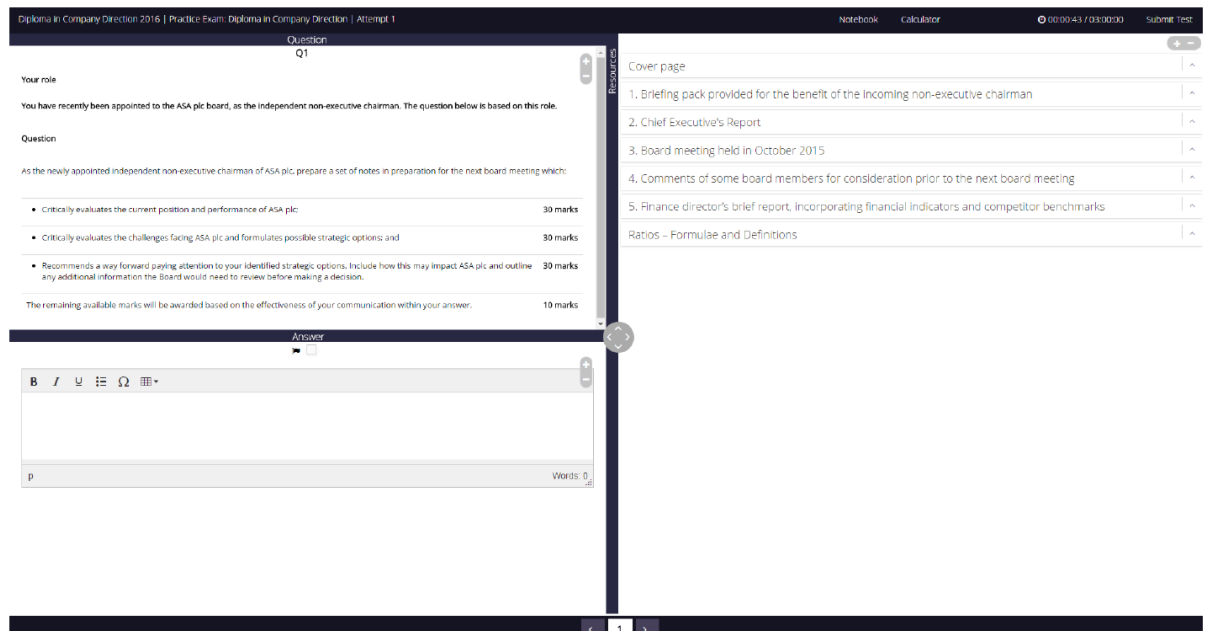 Diploma in Company Direction 2016 | Practice Exam: Diploma in Company Direction | Attempt 1
Notebook
Calculator
00:00:43 / 03:00:00
Submit Test
Question
Q1
Your role
You have recently been appointed to the ASA plc board, as the independent non-executive chairman. The question below is based on this role.
Question
As the newly appointed independent non-executive chairman of ASA plc, prepare a set of notes in preparation for the next board meeting which:
• Critically evaluates the current position and performance of ASA plc; 30 marks
• Critically evaluates the challenges facing ASA plc and formulates possible strategic options; and 30 marks
• Recommends a way forward paying attention to your identified strategic options. Include how this may impact ASA plc and outline 30 marks
any additional information the Board would need to review before making a decision.
The remaining available marks will be awarded based on the effectiveness of your communication within your answer. 10 marks
Answer
B I U Ω
p
Words: 0
Resources
Cover page
1. Briefing pack provided for the benefit of the incoming non-executive chairman
2. Chief Executive's Report
3. Board meeting held in October 2015
4. Comments of some board members for consideration prior to the next board meeting
5. Finance director's brief report, incorporating financial indicators and competitor benchmarks
Ratios – Formulae and Definitions
1